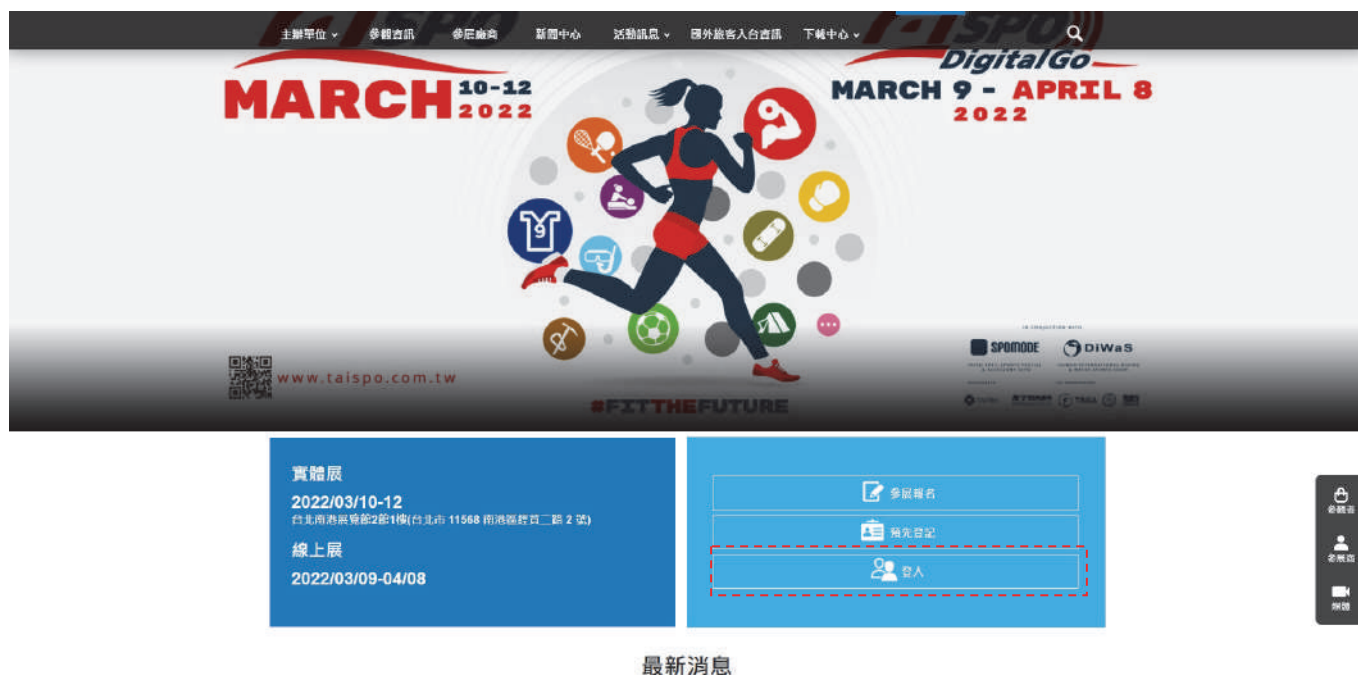 主辦單位
參觀資訊
參展廠商
新聞中心
活動訊息
國外旅客入台資訊
下載中心
DigitalGo
MARCH 10-12 2022
MARCH 9 - APRIL 8
2022
9
SPOMODE
DiWaS
www.taispo.com.tw
#FITTHEFUTURE
實體展
2022/03/10-12
台北南港展覽館2館1樓(台北市 11568 南港區經貿二路 2 號)
線上展
2022/03/09-04/08
參展報名
預先登記
登入
參觀者
參展商
媒體
最新消息